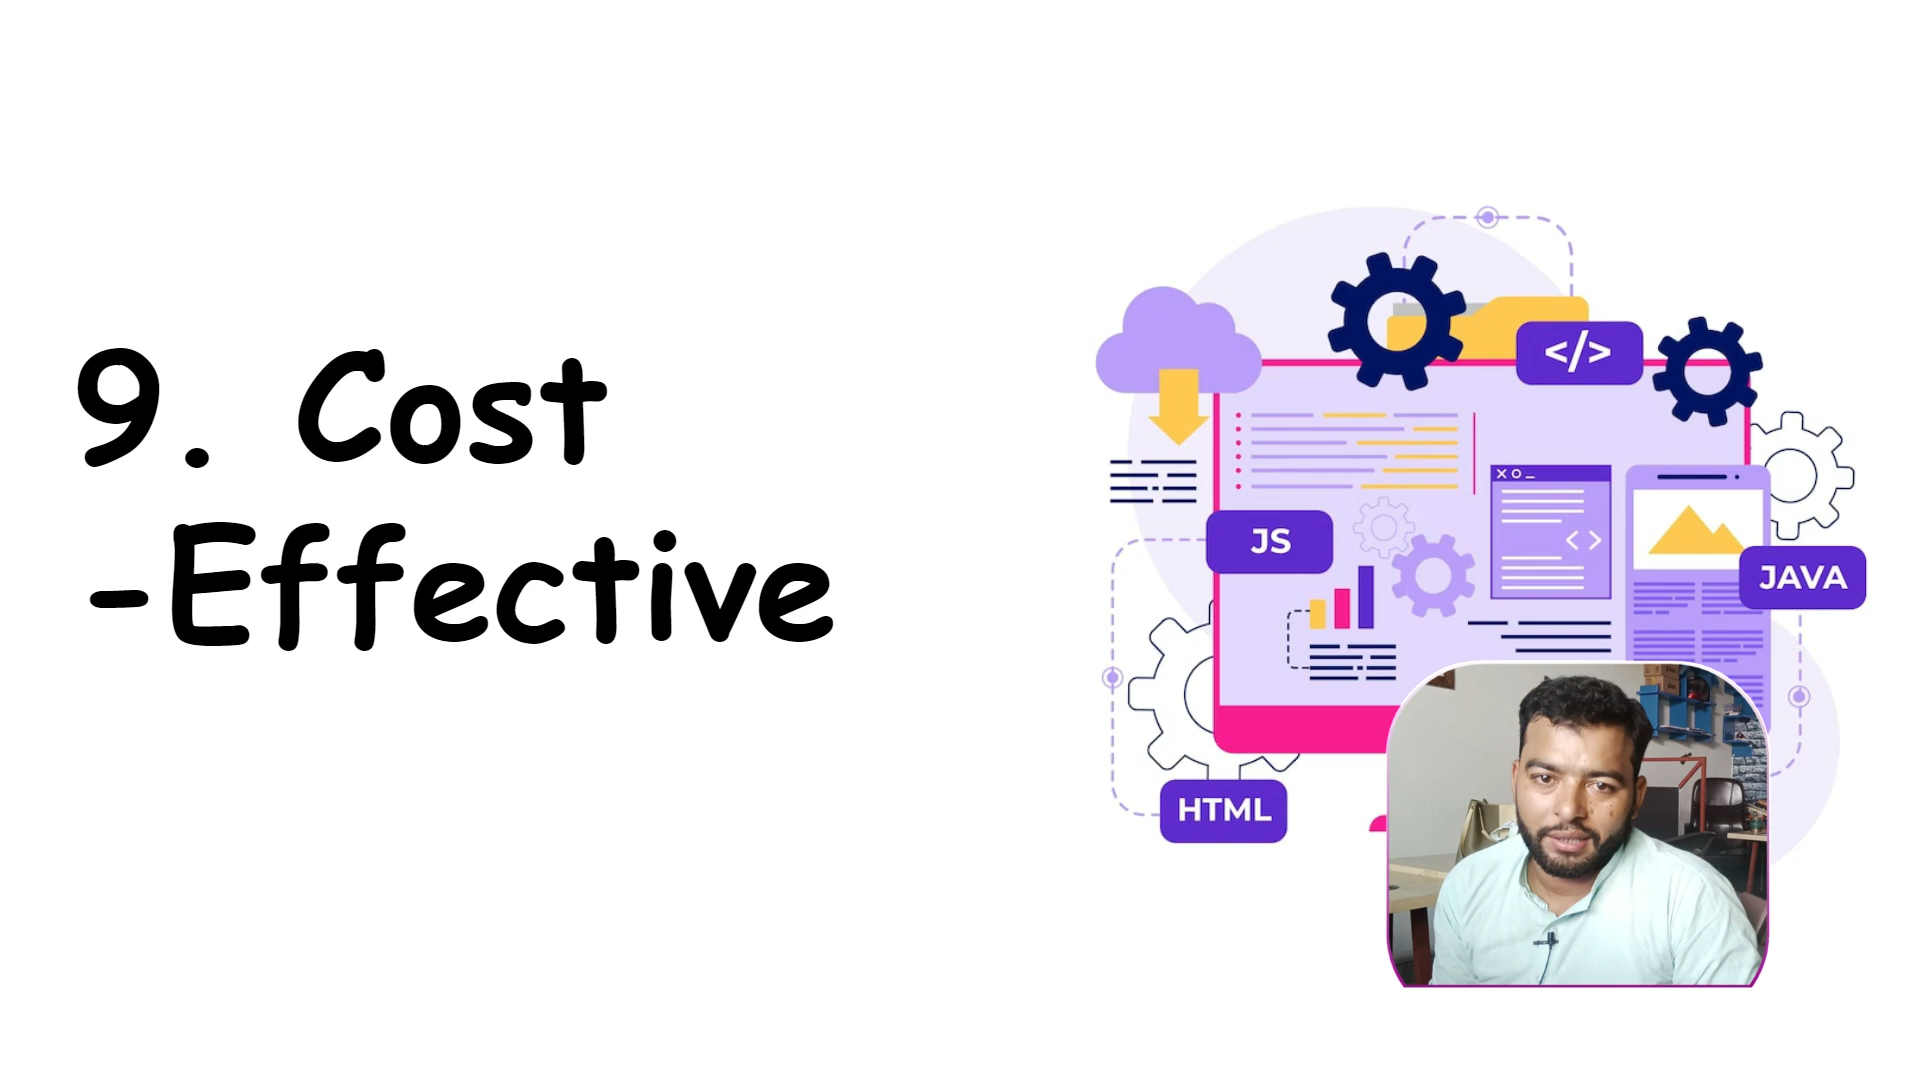 9. Cost
-Effective
</>
JS
X O _
< >
JAVA
HTML